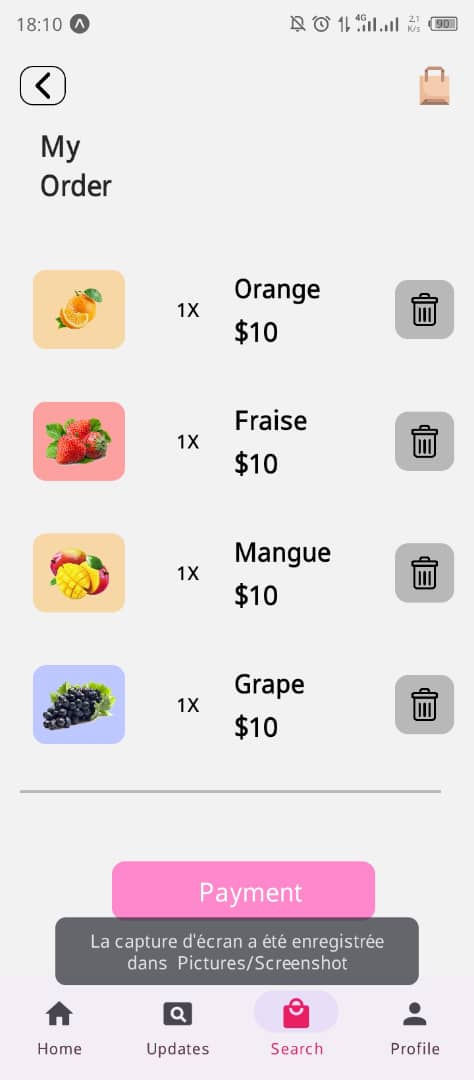 18:10
4G
2,1
K/s
90
My
Order
Orange
1X
$10
Fraise
1X
$10
Mangue
1X
$10
Grape
1X
$10
Payment
La capture d'écran a été enregistrée
dans Pictures/Screenshot
Home Updates Search Profile